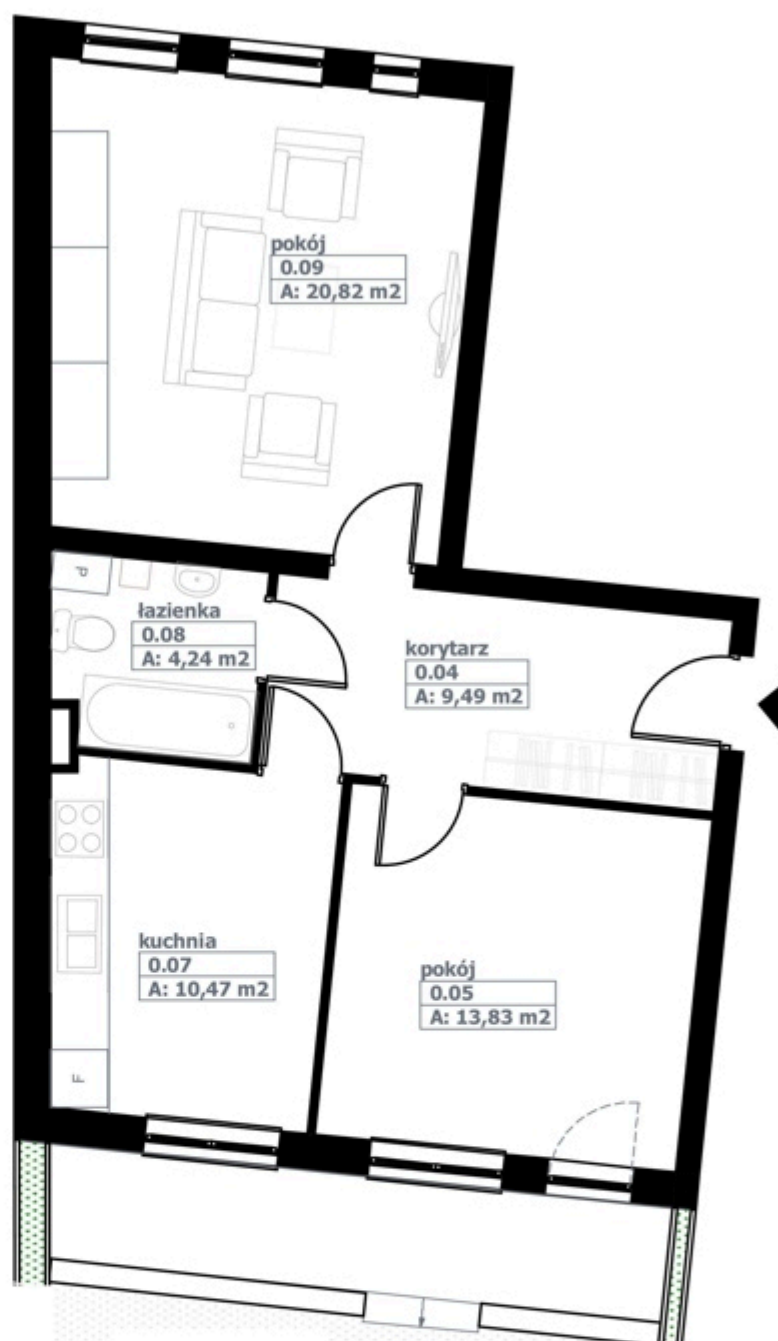 pokój
0.09
A: 20,82 m2
d
łazienka
0.08
A: 4,24 m2
korytarz
0.04
A: 9,49 m2
kuchnia
0.07
A: 10,47 m2
pokój
0.05
A: 13,83 m2
F